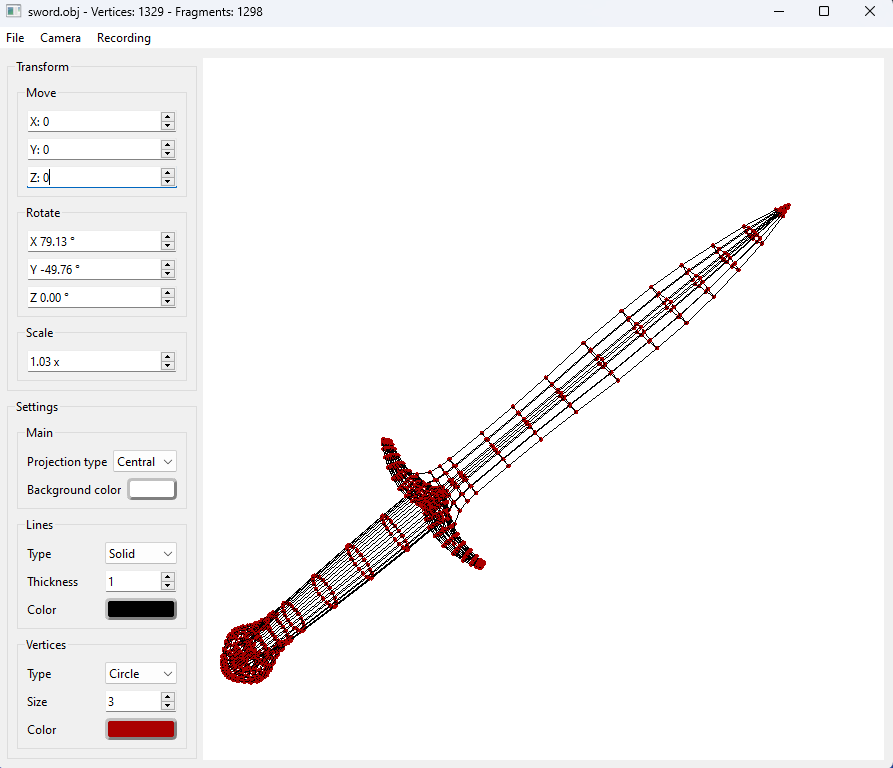 sword.obj - Vertices: 1329 - Fragments: 1298
File Camera Recording
Transform
Move
X: 0
Y: 0
Z: 0
Rotate
X 79.13 °
Y -49.76 °
Z 0.00 °
Scale
1.03 x
Settings
Main
Projection type Central
Background color
Lines
Type Solid
Thickness 1
Color
Vertices
Type Circle
Size 3
Color